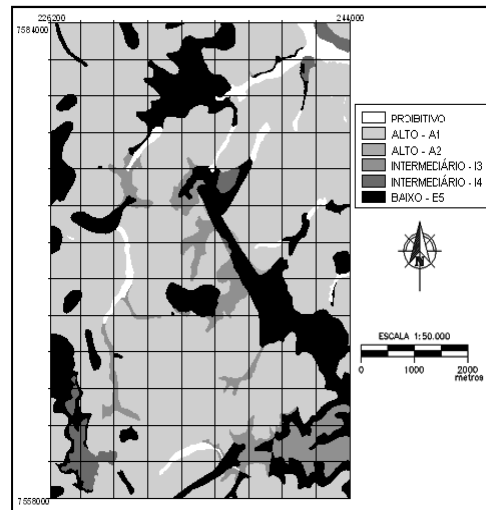 226200
244000
7584000
PROIBITIVO
ALTO - A1
ALTO - A2
INTERMEDIÁRIO - I3
INTERMEDIÁRIO - I4
BAIXO - E5
N
ESCALA 1:50.000
0 1000 2000
metros
7558000